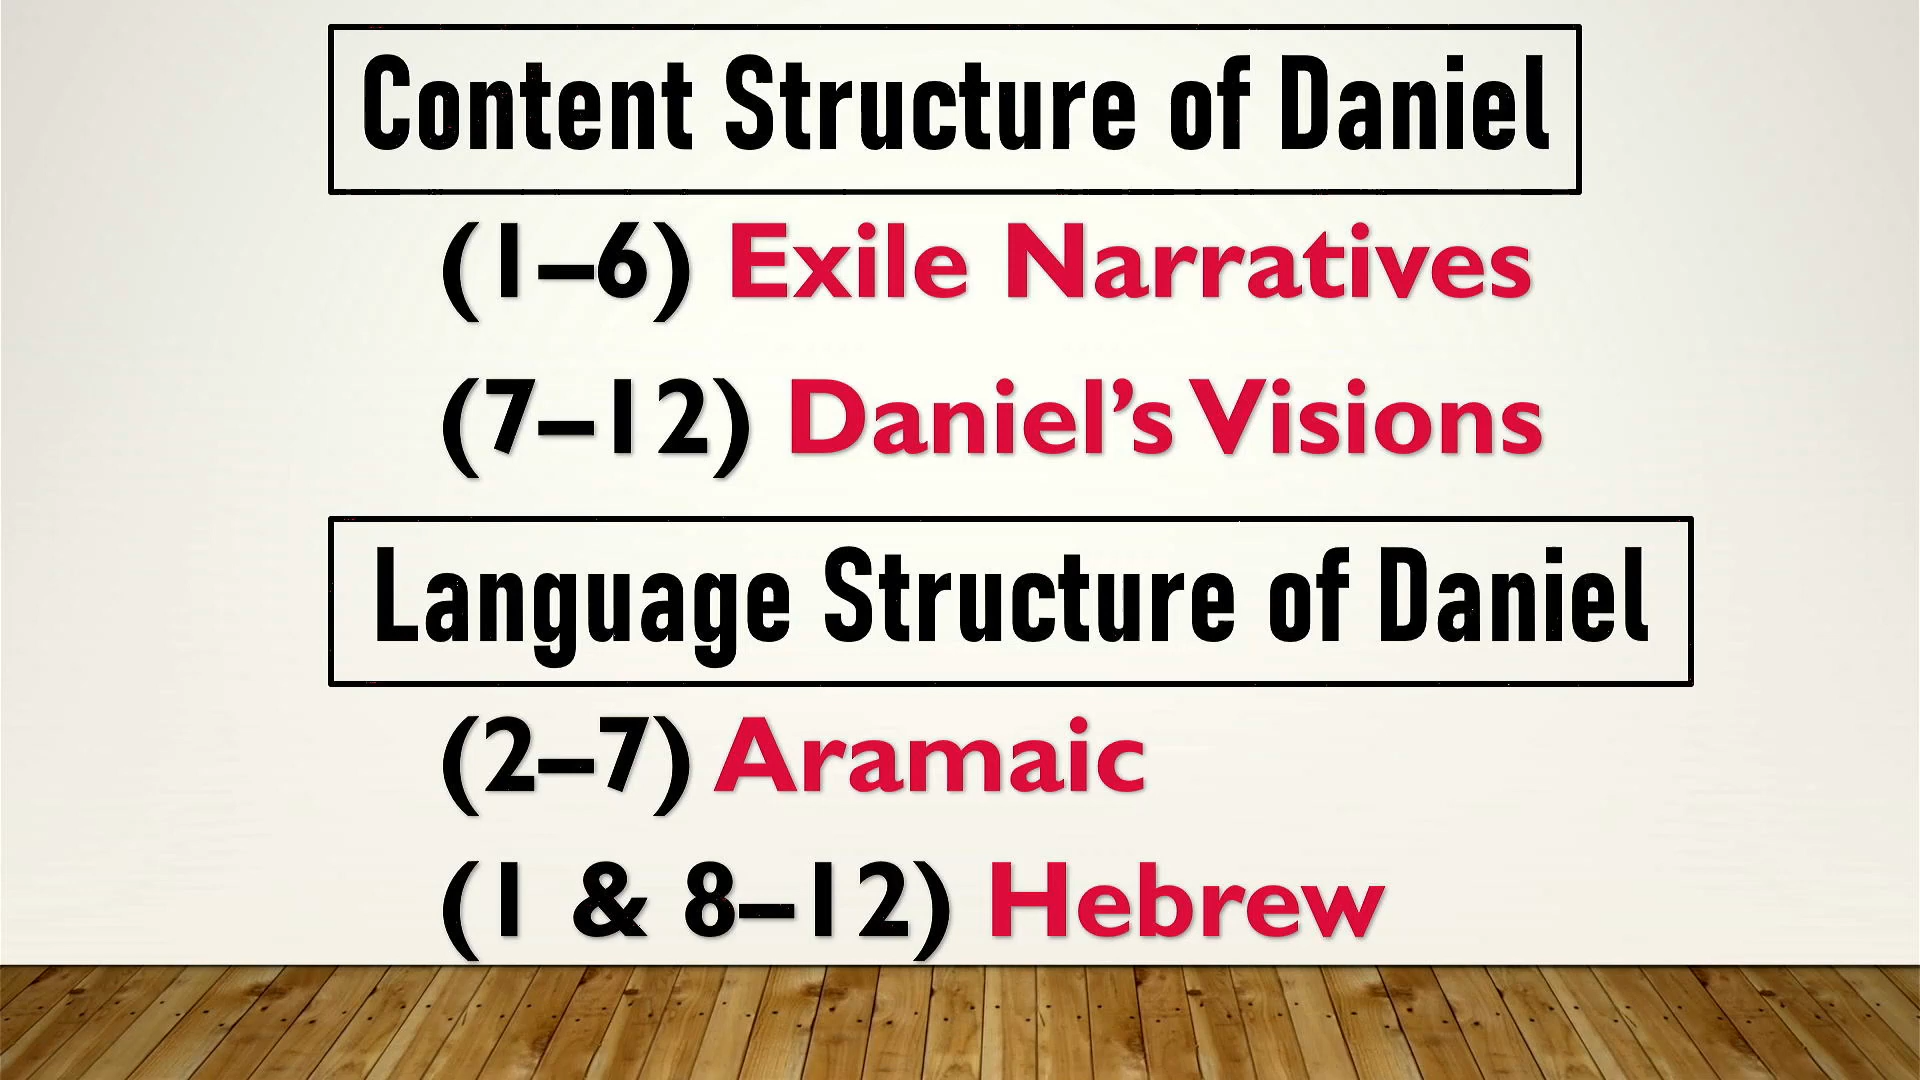 Content Structure of Daniel
(1–6) Exile Narratives
(7–12) Daniel’s Visions
Language Structure of Daniel
(2–7) Aramaic
(1 & 8–12) Hebrew